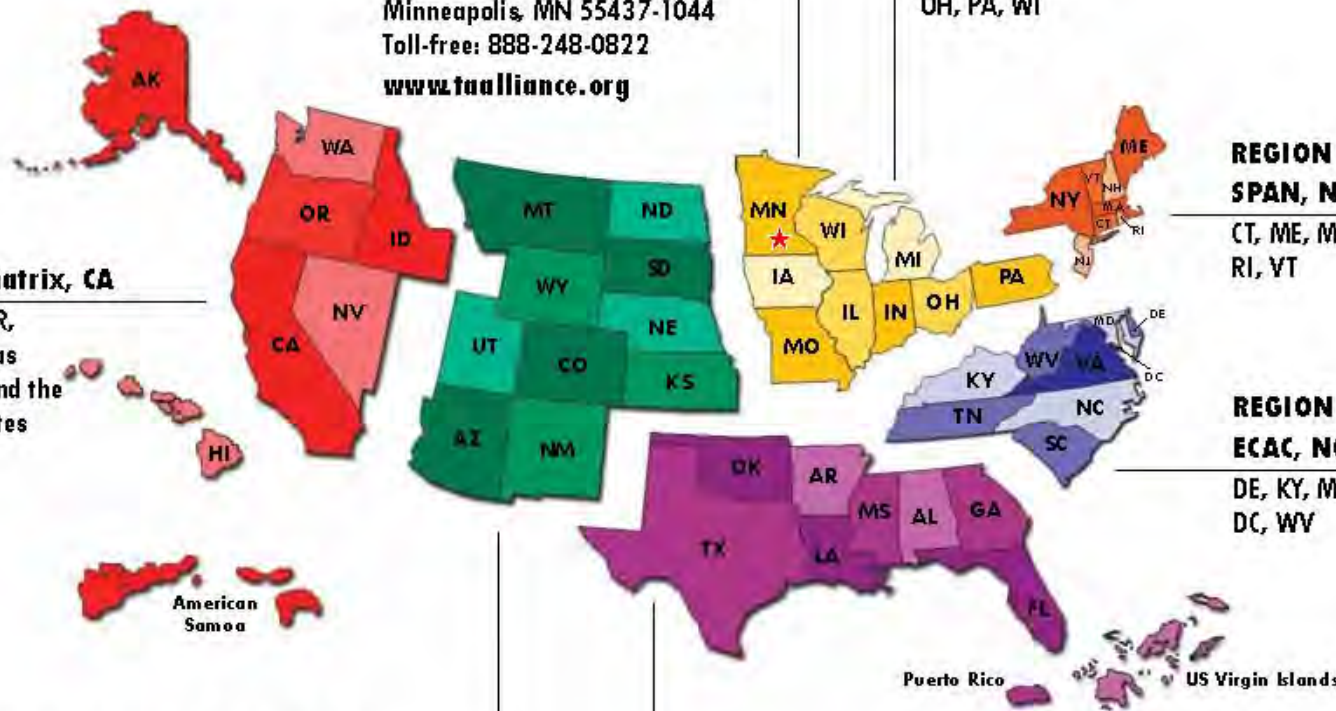 Minneapolis, MN 55437-1044
Toll-free: 888-248-0822
www.taalliance.org
OH, PA, WI
AK
WA
OR
ID
NV
CA
HI
atrix, CA
R,
as
nd the
tes
American
Samoa
MT
ND
SD
WY
NE
UT
CO
KS
AZ
NM
MN
WI
MI
IA
IL
IN
OH
PA
MO
ME
VT
NH
NY
MA
CT
RI
NJ
REGION
SPAN, N
CT, ME, M
RI, VT
MD
DE
WV
VA
DC
KY
TN
NC
SC
REGION
ECAC, NC
DE, KY, M
DC, WV
OK
AR
TX
LA
MS
AL
GA
FL
Puerto Rico
US Virgin Islands